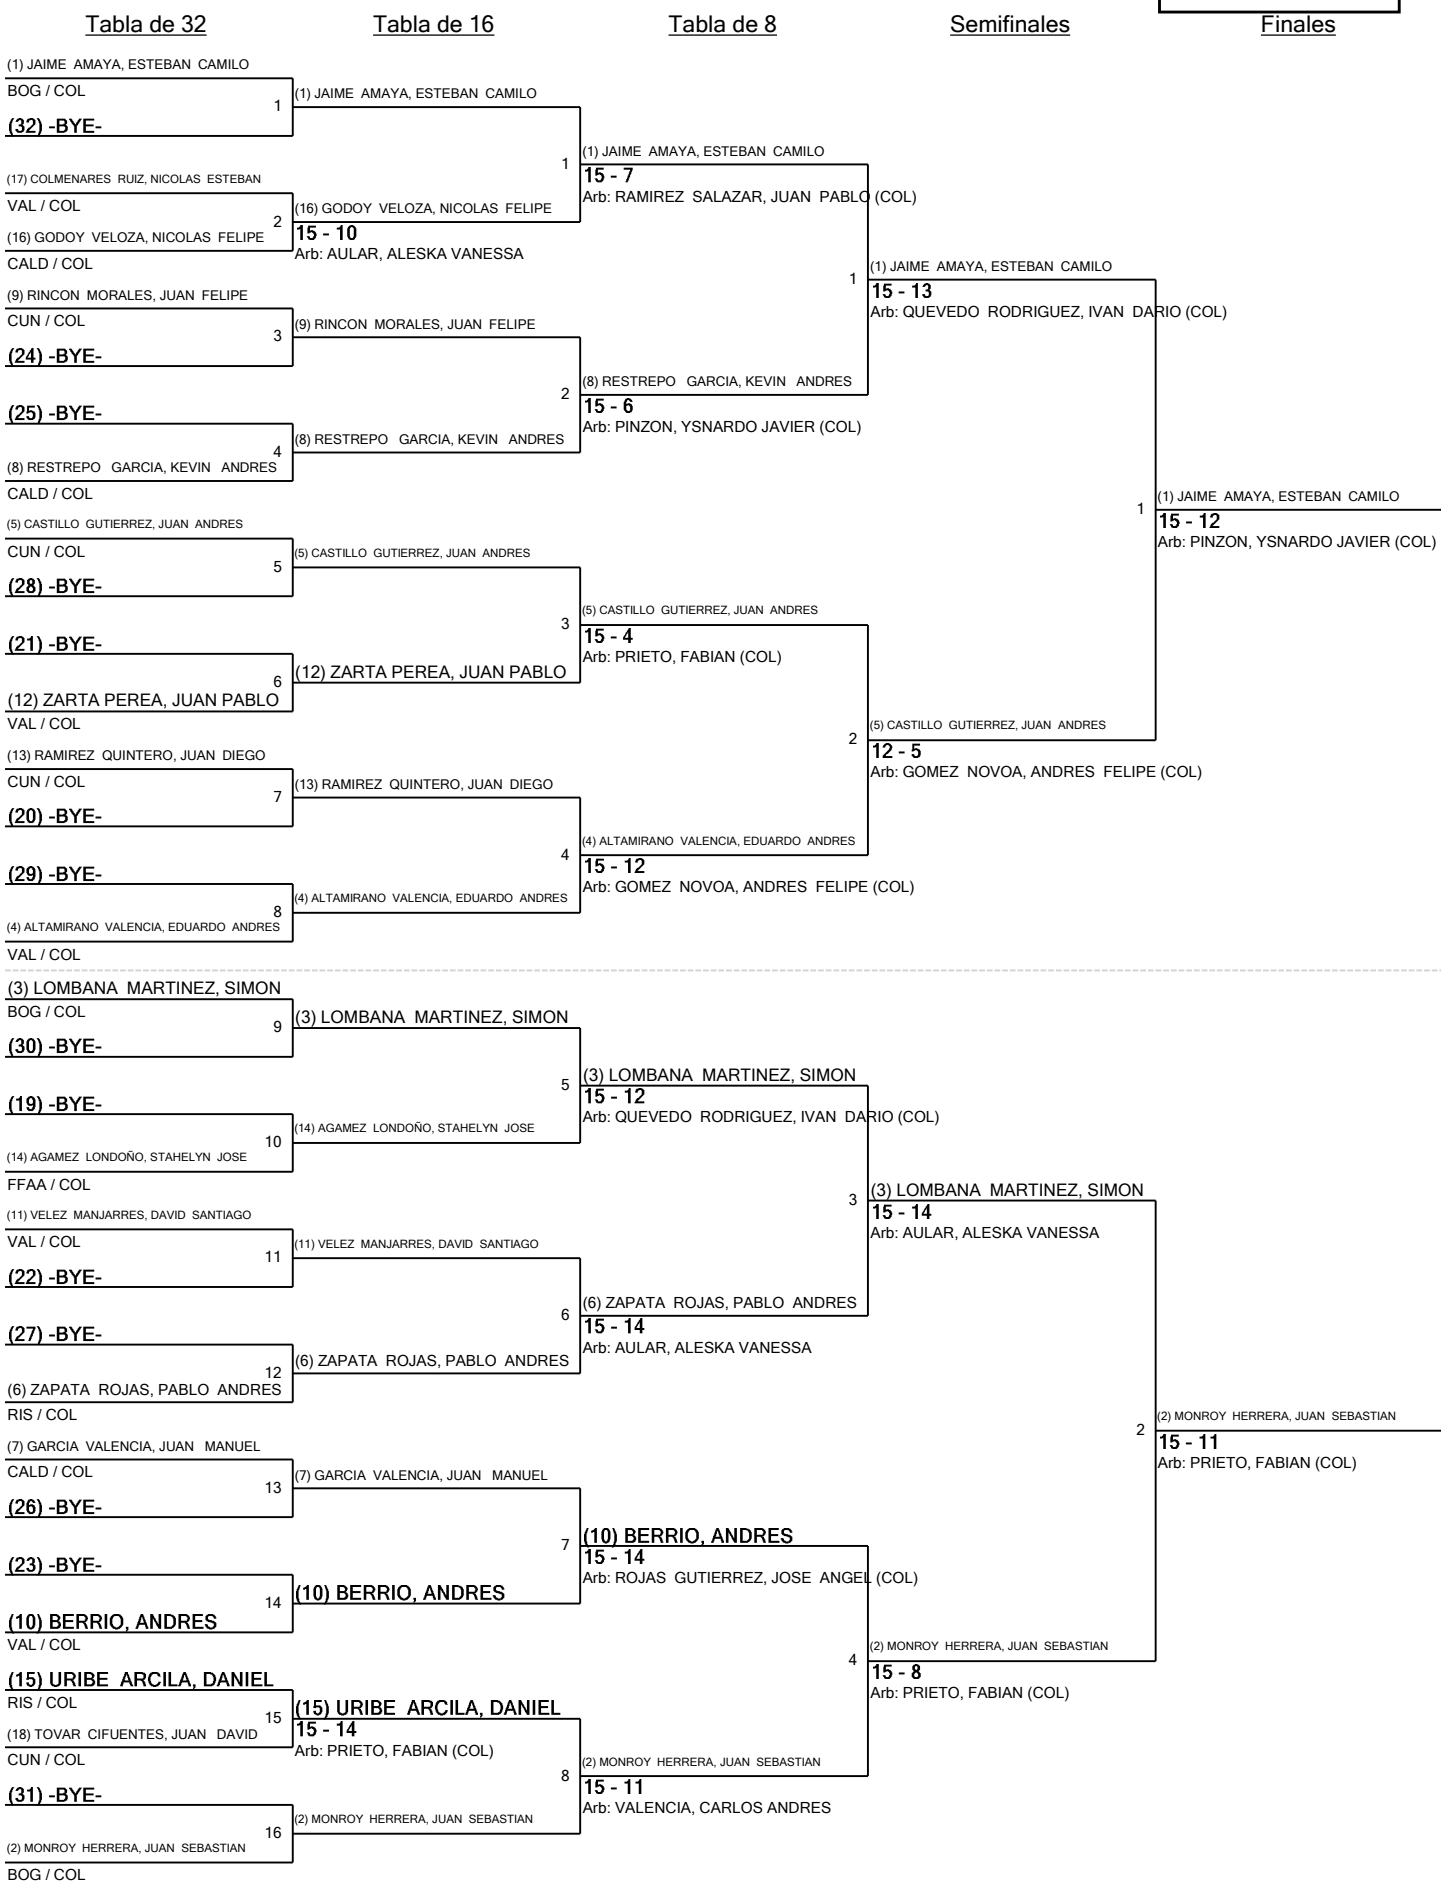 Tabla de 32
Tabla de 16
Tabla de 8
Semifinales
Finales
(1) JAIME AMAYA, ESTEBAN CAMILO
BOG / COL
1
(32) -BYE-
(17) COLMENARES RUIZ, NICOLAS ESTEBAN
VAL / COL
2
(16) GODOY VELOZA, NICOLAS FELIPE
CALD / COL
(9) RINCON MORALES, JUAN FELIPE
CUN / COL
3
(24) -BYE-
(25) -BYE-
4
(8) RESTREPO GARCIA, KEVIN ANDRES
CALD / COL
(5) CASTILLO GUTIERREZ, JUAN ANDRES
CUN / COL
5
(28) -BYE-
(21) -BYE-
6
(12) ZARTA PEREA, JUAN PABLO
VAL / COL
(13) RAMIREZ QUINTERO, JUAN DIEGO
CUN / COL
7
(20) -BYE-
(29) -BYE-
8
(4) ALTAMIRANO VALENCIA, EDUARDO ANDRES
VAL / COL
(3) LOMBANA MARTINEZ, SIMON
BOG / COL
9
(30) -BYE-
(19) -BYE-
10
(14) AGAMEZ LONDOÑO, STAHELYN JOSE
FFAA / COL
(11) VELEZ MANJARRES, DAVID SANTIAGO
VAL / COL
11
(22) -BYE-
(27) -BYE-
12
(6) ZAPATA ROJAS, PABLO ANDRES
RIS / COL
(7) GARCIA VALENCIA, JUAN MANUEL
CALD / COL
13
(26) -BYE-
(23) -BYE-
14
(10) BERRIO, ANDRES
VAL / COL
(15) URIBE ARCILA, DANIEL
RIS / COL
15
(18) TOVAR CIFUENTES, JUAN DAVID
CUN / COL
(31) -BYE-
16
(2) MONROY HERRERA, JUAN SEBASTIAN
BOG / COL
(1) JAIME AMAYA, ESTEBAN CAMILO
1
(16) GODOY VELOZA, NICOLAS FELIPE
15 - 10
Arb: AULAR, ALESKA VANESSA
(9) RINCON MORALES, JUAN FELIPE
2
(8) RESTREPO GARCIA, KEVIN ANDRES
(5) CASTILLO GUTIERREZ, JUAN ANDRES
3
(12) ZARTA PEREA, JUAN PABLO
(13) RAMIREZ QUINTERO, JUAN DIEGO
4
(4) ALTAMIRANO VALENCIA, EDUARDO ANDRES
(3) LOMBANA MARTINEZ, SIMON
5
(14) AGAMEZ LONDOÑO, STAHELYN JOSE
(11) VELEZ MANJARRES, DAVID SANTIAGO
6
(6) ZAPATA ROJAS, PABLO ANDRES
(7) GARCIA VALENCIA, JUAN MANUEL
7
(10) BERRIO, ANDRES
(15) URIBE ARCILA, DANIEL
15 - 14
Arb: PRIETO, FABIAN (COL)
8
(2) MONROY HERRERA, JUAN SEBASTIAN
(1) JAIME AMAYA, ESTEBAN CAMILO
15 - 7
Arb: RAMIREZ SALAZAR, JUAN PABLO (COL)
1
(8) RESTREPO GARCIA, KEVIN ANDRES
15 - 6
Arb: PINZON, YSNARDO JAVIER (COL)
(5) CASTILLO GUTIERREZ, JUAN ANDRES
15 - 4
Arb: PRIETO, FABIAN (COL)
2
(4) ALTAMIRANO VALENCIA, EDUARDO ANDRES
15 - 12
Arb: GOMEZ NOVOA, ANDRES FELIPE (COL)
(3) LOMBANA MARTINEZ, SIMON
15 - 12
Arb: QUEVEDO RODRIGUEZ, IVAN DARIO (COL)
3
(6) ZAPATA ROJAS, PABLO ANDRES
15 - 14
Arb: AULAR, ALESKA VANESSA
(10) BERRIO, ANDRES
15 - 14
Arb: ROJAS GUTIERREZ, JOSE ANGEL (COL)
4
(2) MONROY HERRERA, JUAN SEBASTIAN
15 - 11
Arb: VALENCIA, CARLOS ANDRES
(1) JAIME AMAYA, ESTEBAN CAMILO
15 - 13
Arb: QUEVEDO RODRIGUEZ, IVAN DARIO (COL)
1
(5) CASTILLO GUTIERREZ, JUAN ANDRES
12 - 5
Arb: GOMEZ NOVOA, ANDRES FELIPE (COL)
(3) LOMBANA MARTINEZ, SIMON
15 - 14
Arb: AULAR, ALESKA VANESSA
2
(2) MONROY HERRERA, JUAN SEBASTIAN
15 - 8
Arb: PRIETO, FABIAN (COL)
(1) JAIME AMAYA, ESTEBAN CAMILO
15 - 12
Arb: PINZON, YSNARDO JAVIER (COL)
(2) MONROY HERRERA, JUAN SEBASTIAN
15 - 11
Arb: PRIETO, FABIAN (COL)